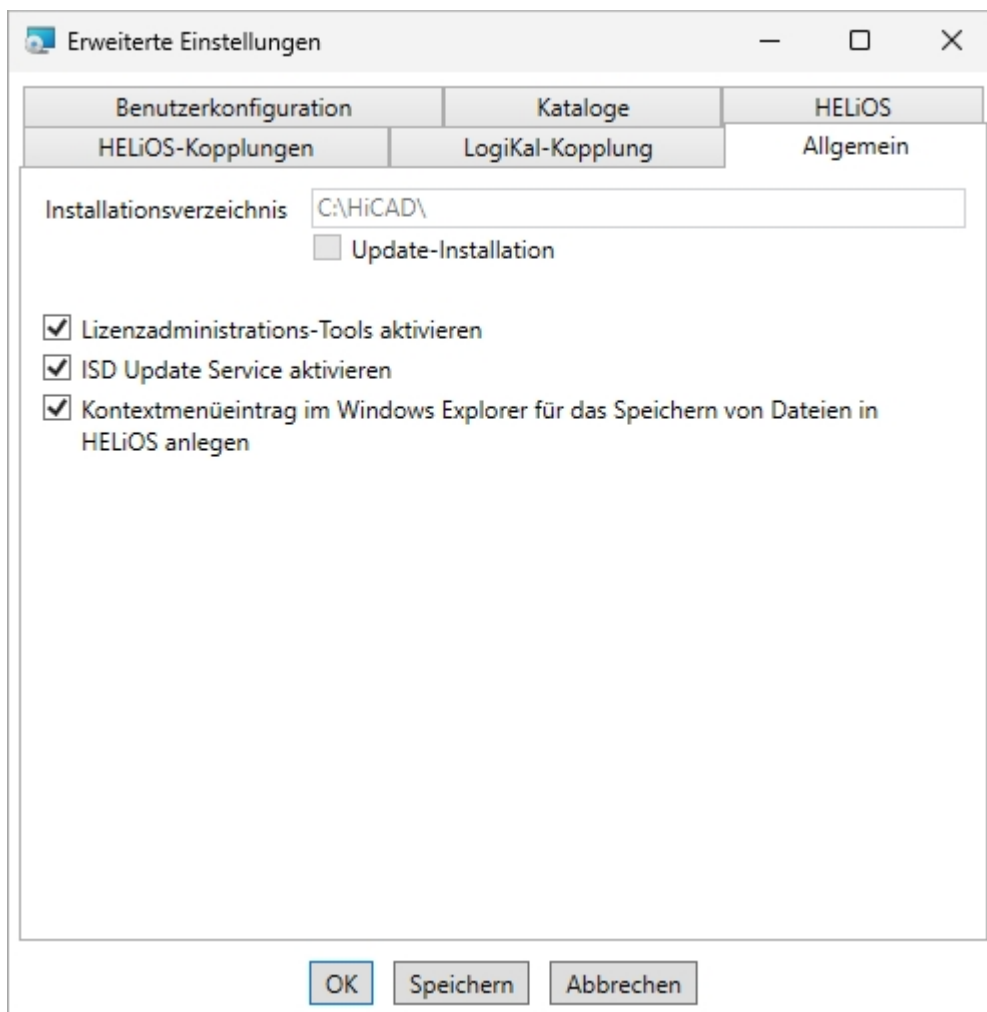 Erweiterte Einstellungen
Benutzerkonfiguration Kataloge HELiOS
HELiOS-Kopplungen LogiKal-Kopplung Allgemein
Installationsverzeichnis C:\HiCAD\
Update-Installation
Lizenzadministrations-Tools aktivieren
ISD Update Service aktivieren
Kontextmenüeintrag im Windows Explorer für das Speichern von Dateien in
HELiOS anlegen
OK Speichern Abbrechen